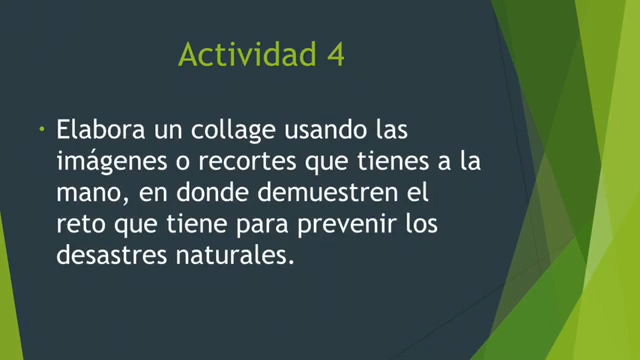 Actividad 4
• Elabora un collage usando las
imágenes o recortes que tienes a la
mano, en donde demuestren el
reto que tiene para prevenir los
desastres naturales.